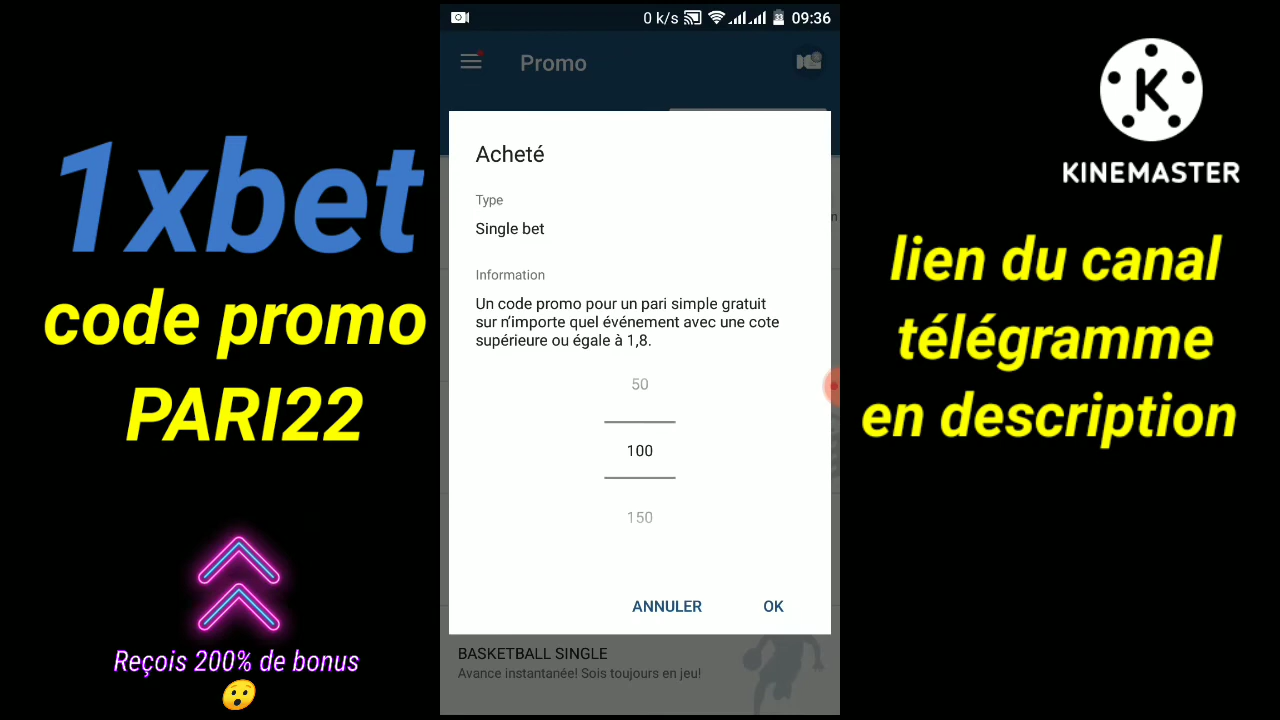 0 k/s 33 09:36
Promo
1xbet
code promo
PARI22
Reçois 200% de bonus
Acheté
Type
Single bet
Information
Un code promo pour un pari simple gratuit
sur n’importe quel événement avec une cote
supérieure ou égale à 1,8.
50
100
150
ANNULER OK
BASKETBALL SINGLE
Avance instantanée! Sois toujours en jeu!
K
KINEMASTER
lien du canal
télégramme
en description